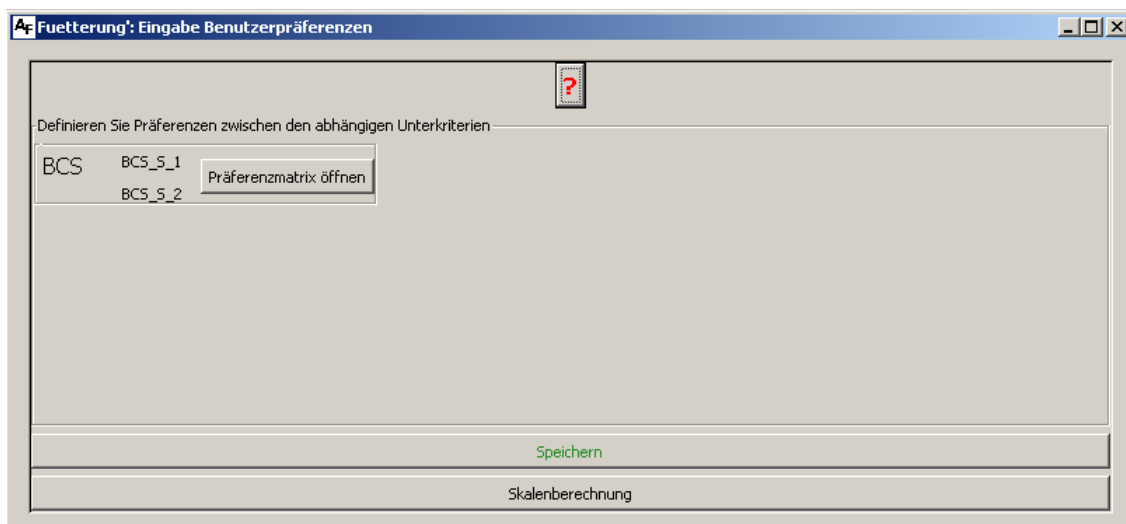 AF Fuetterung': Eingabe Benutzerpräferenzen
?
Definieren Sie Präferenzen zwischen den abhängigen Unterkriterien
BCS
BCS_S_1
Präferenzmatrix öffnen
BCS_S_2
Speichern
Skalenberechnung